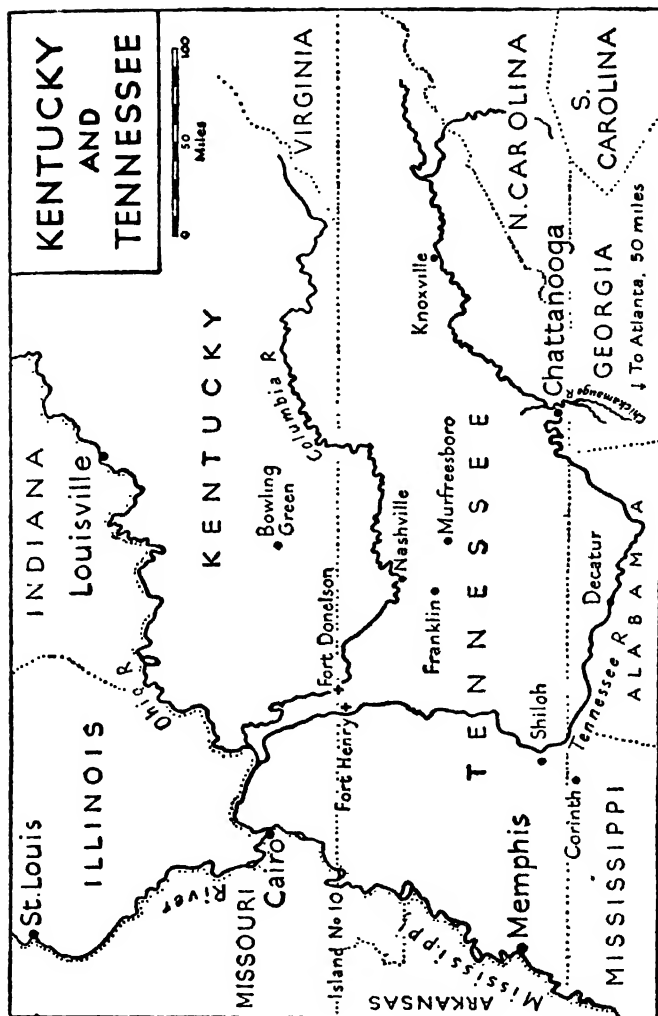 KENTUCKY
AND
TENNESSEE
0 50 100
Miles
St. Louis
ILLINOIS
INDIANA
Louisville
Ohio R
River
Cairo
MISSOURI
KENTUCKY
Bowling
Green
Columbia R
VIRGINIA
Island No 10
Fort Henry
Fort Donelson
Nashville
Franklin
Murfreesboro
Knoxville
N. CAROLINA
S.
CAROLINA
TENNESSEE
ARKANSAS
Mississippi
Memphis
Shiloh
Corinth
Tennessee R
Decatur
Chattanooga
Chickamauga R
GEORGIA
↓ To Atlanta, 50 miles
MISSISSIPPI
ALABAMA